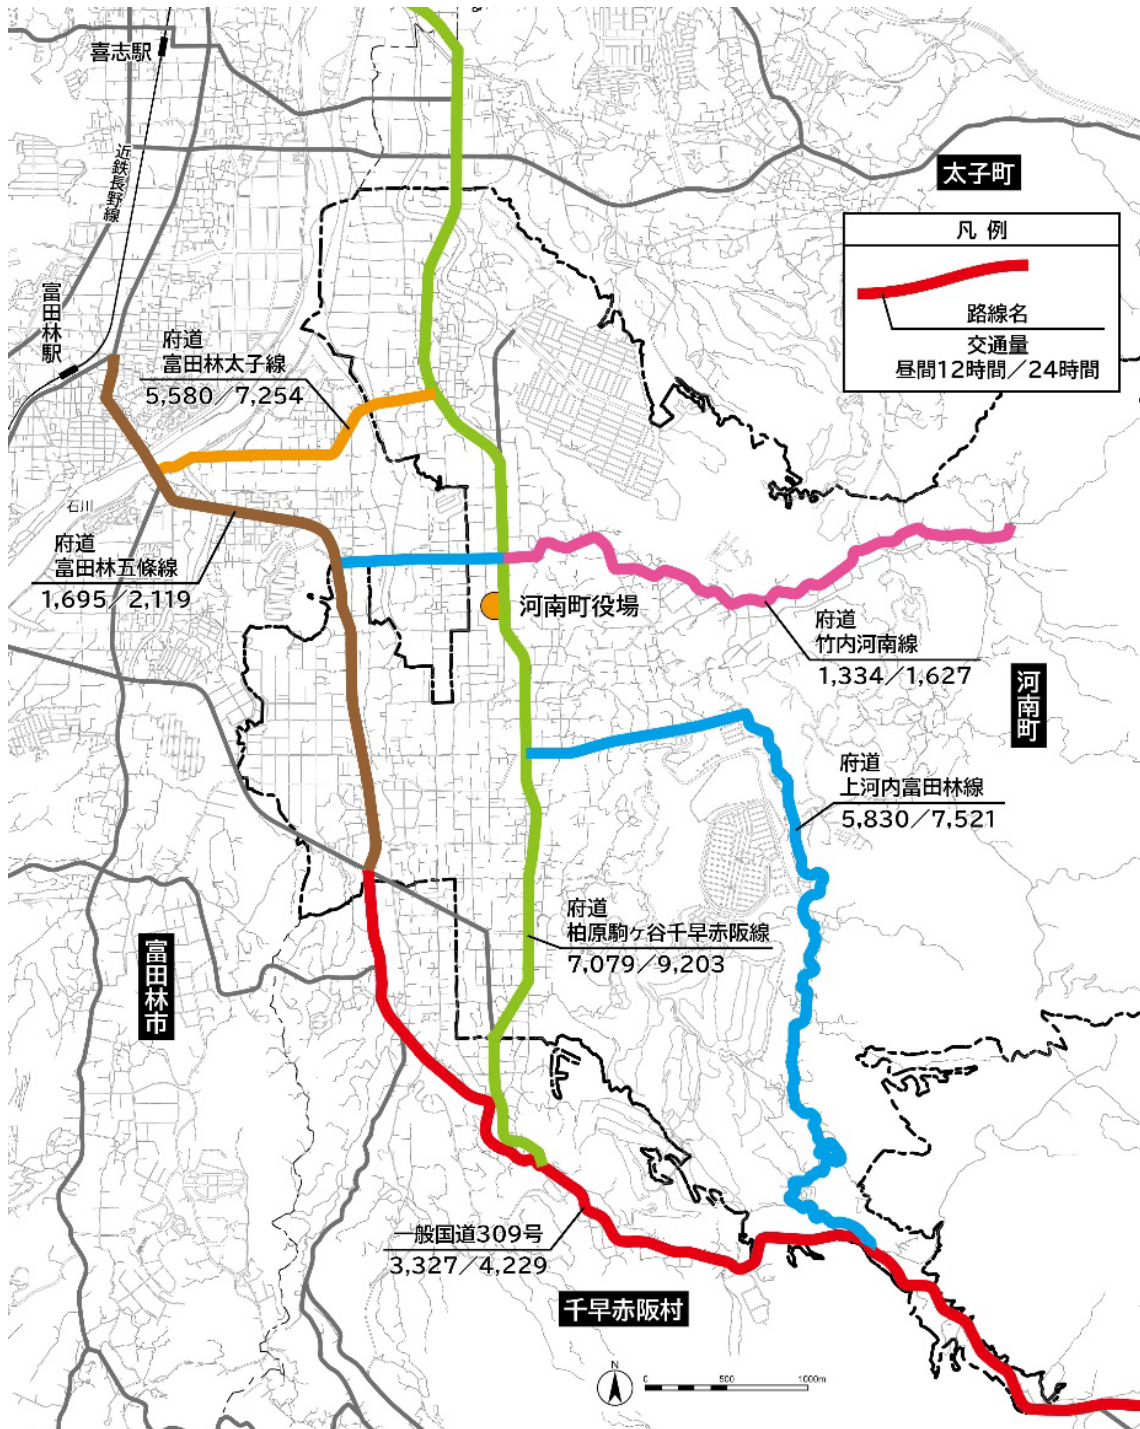 喜志駅
近鉄長野線
太子町
凡例
路線名
交通量
昼間12時間／24時間
富田林駅
府道
富田林太子線
5,580／7,254
石川
府道
富田林五條線
1,695／2,119
河南町役場
府道
竹内河南線
1,334／1,627
河南町
府道
上河内富田林線
5,830／7,521
府道
柏原駒ヶ谷千早赤阪線
7,079／9,203
富田林市
一般国道309号
3,327／4,229
千早赤阪村
N
0 500 1000m